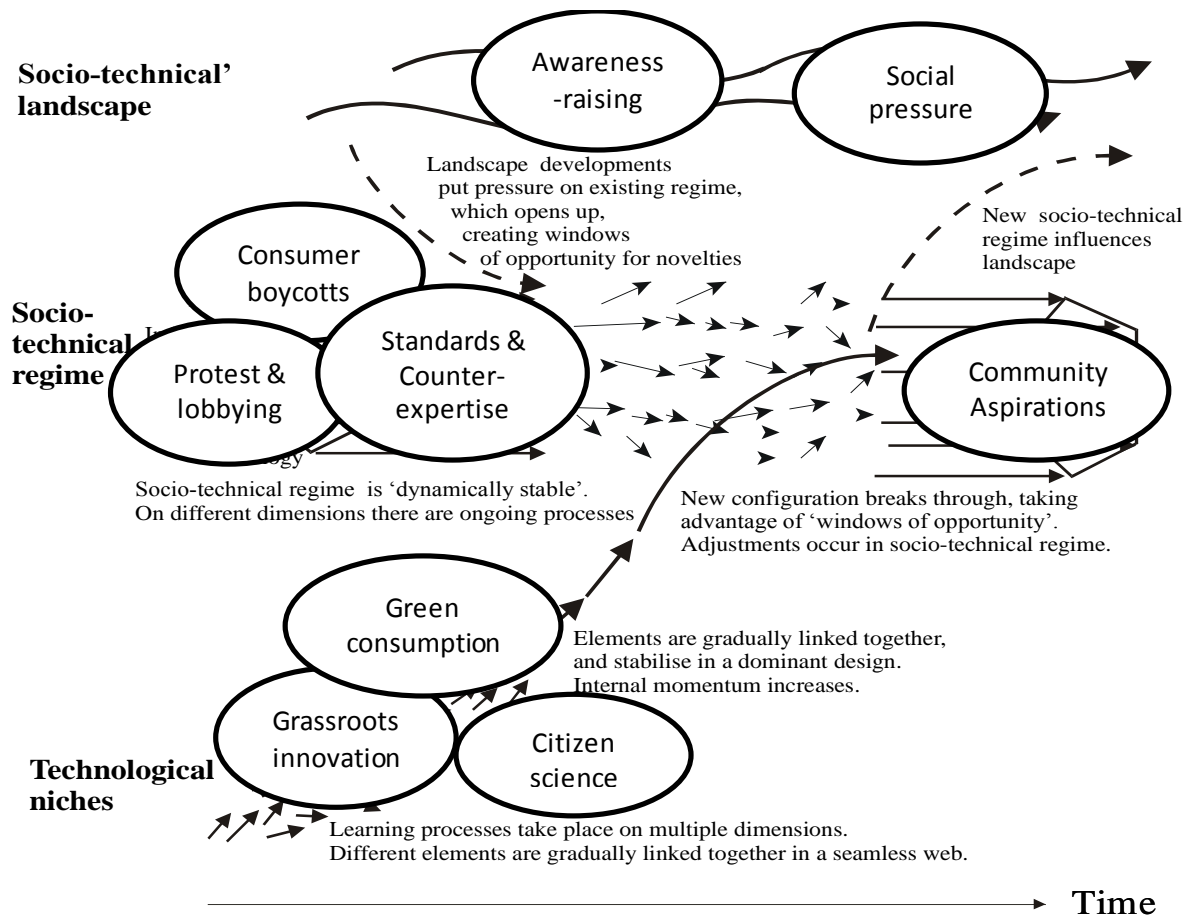 Socio-technical’
landscape
Awareness
-raising
Social
pressure
Landscape developments
put pressure on existing regime,
which opens up,
creating windows
of opportunity for novelties
New socio-technical
regime influences
landscape
Consumer
boycotts
Socio-
technical
regime
Protest &
lobbying
Standards &
Counter-
expertise
Community
Aspirations
Socio-technical regime is ‘dynamically stable’.
On different dimensions there are ongoing processes
New configuration breaks through, taking
advantage of ‘windows of opportunity’.
Adjustments occur in socio-technical regime.
Green
consumption
Elements are gradually linked together,
and stabilise in a dominant design.
Internal momentum increases.
Grassroots
innovation
Citizen
science
Technological
niches
Learning processes take place on multiple dimensions.
Different elements are gradually linked together in a seamless web.
Time